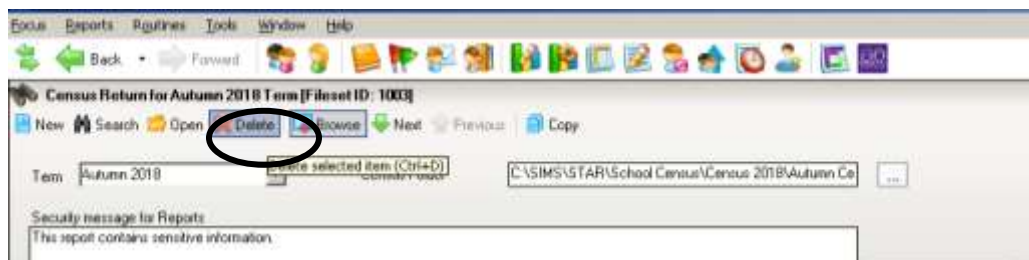 Focus Reports Routines Tools Window Help
Back Forward
Census Return for Autumn 2018 Term [Fileset ID: 1003]
New Search Open Delete Browse Next Previous Copy
Term Autumn 2018 Delete selected item (Ctrl+D) C:\SIMS\STAR\School Census\Census 2018\Autumn Ce ...
Security message for Reports
This report contains sensitive information.